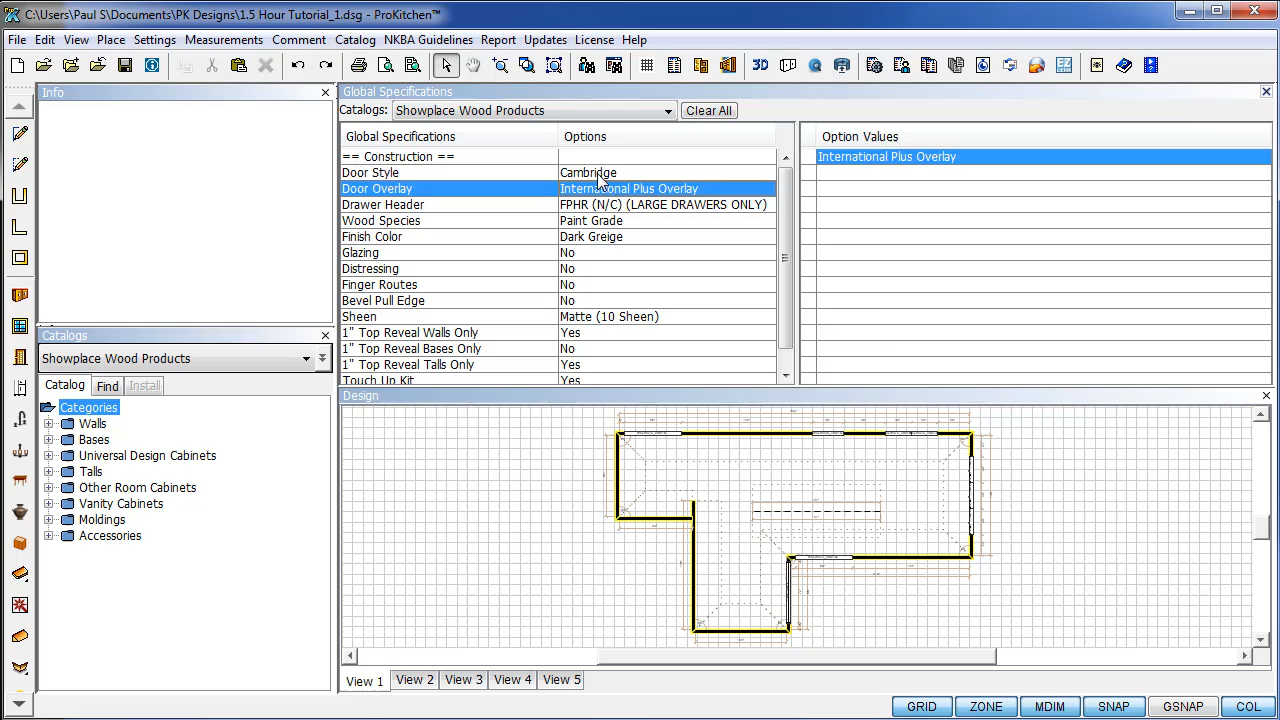 C:\Users\Paul S\Documents\PK Designs\1.5 Hour Tutorial_1.dsg - ProKitchen™
File Edit View Place Settings Measurements Comment Catalog NKBA Guidelines Report Updates License Help
3D
EZ
Info
Global Specifications
Catalogs: Showplace Wood Products Clear All
Global Specifications Options Option Values
== Construction == International Plus Overlay
Door Style Cambridge
Door Overlay International Plus Overlay
Drawer Header FPHR (N/C) (LARGE DRAWERS ONLY)
Wood Species Paint Grade
Finish Color Dark Greige
Glazing No
Distressing No
Finger Routes No
Bevel Pull Edge No
Sheen Matte (10 Sheen)
1" Top Reveal Walls Only Yes
1" Top Reveal Bases Only No
1" Top Reveal Talls Only Yes
Touch Up Kit Yes
Catalogs
Showplace Wood Products
Catalog Find Install
Categories
Walls
Bases
Universal Design Cabinets
Talls
Other Room Cabinets
Vanity Cabinets
Moldings
Accessories
Design
View 1 View 2 View 3 View 4 View 5
GRID ZONE MDIM SNAP GSNAP COL